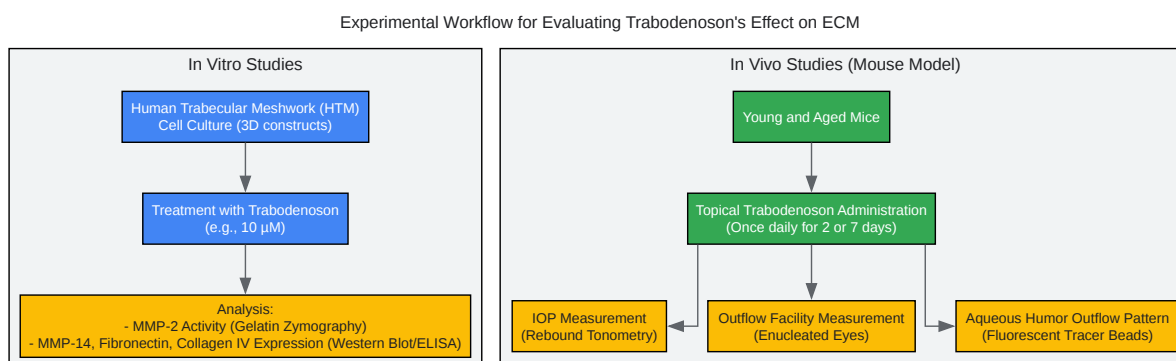 Experimental Workflow for Evaluating Trabodenoson's Effect on ECM
In Vitro Studies
Human Trabecular Meshwork (HTM)
Cell Culture (3D constructs)
Treatment with Trabodenoson
(e.g., 10 µM)
Analysis:
- MMP-2 Activity (Gelatin Zymography)
- MMP-14, Fibronectin, Collagen IV Expression (Western Blot/ELISA)
In Vivo Studies (Mouse Model)
Young and Aged Mice
Topical Trabodenoson Administration
(Once daily for 2 or 7 days)
IOP Measurement
(Rebound Tonometry)
Outflow Facility Measurement
(Enucleated Eyes)
Aqueous Humor Outflow Pattern
(Fluorescent Tracer Beads)